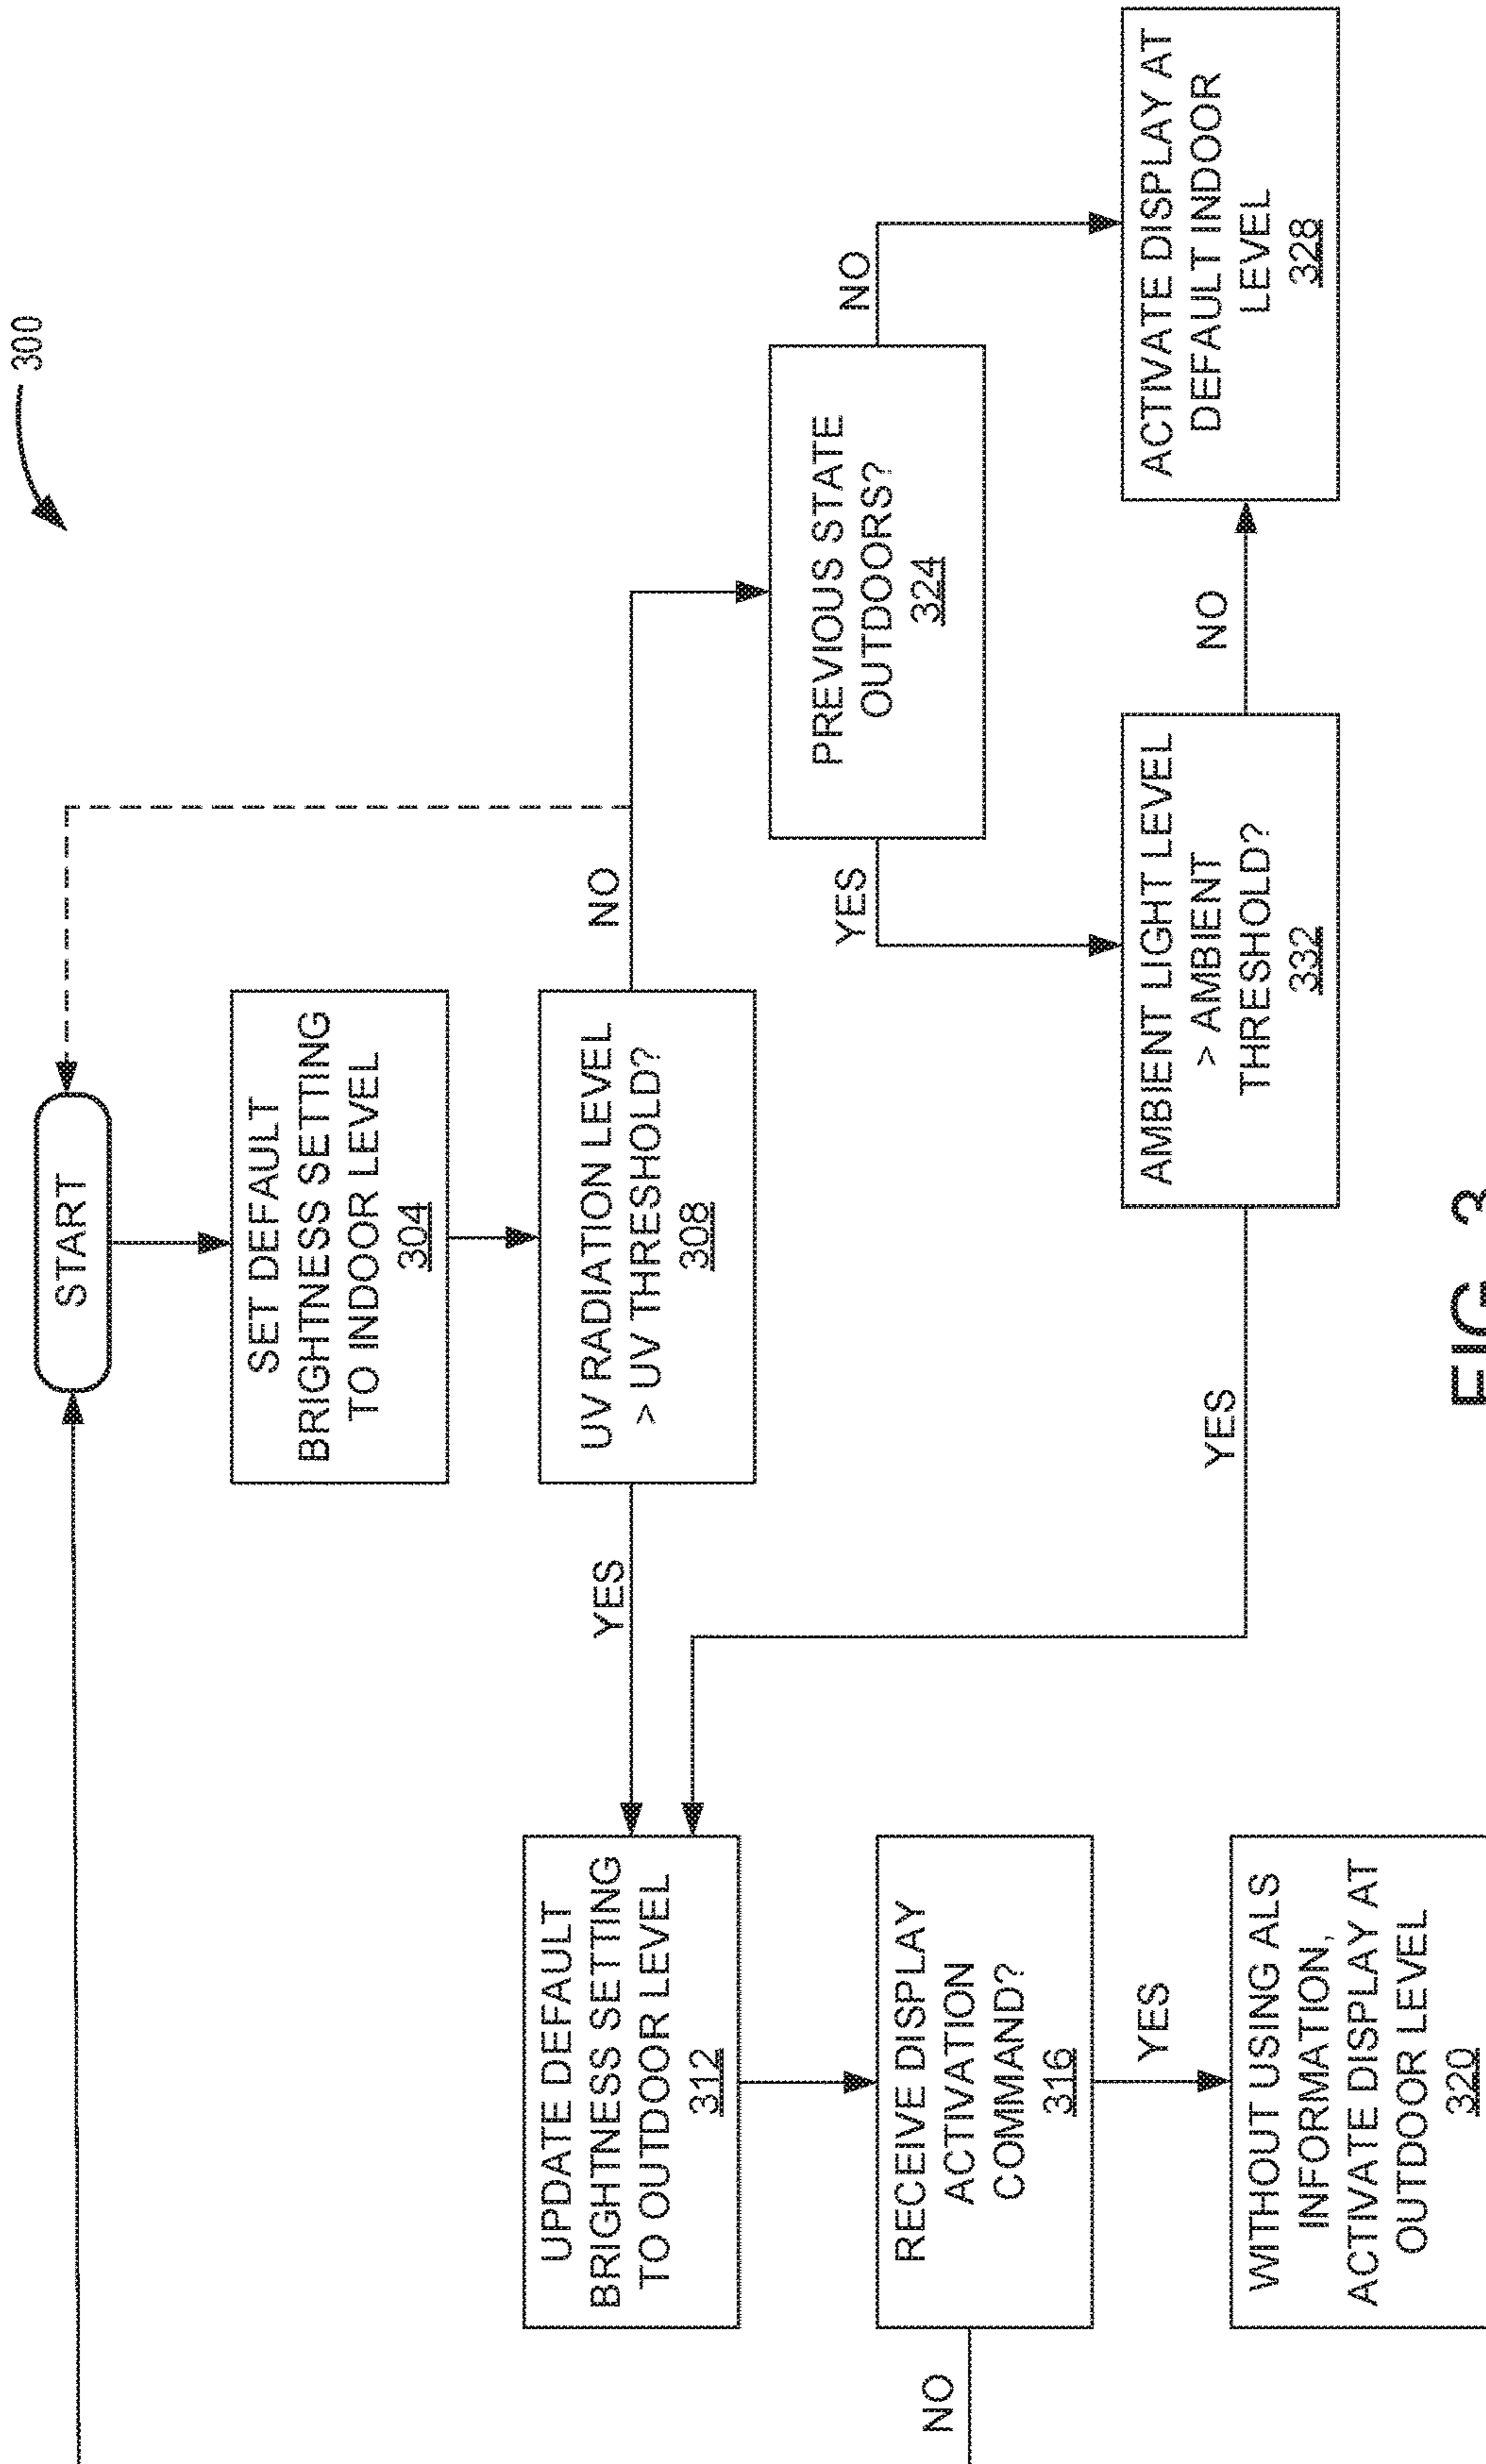 300
START
SET DEFAULT
BRIGHTNESS SETTING
TO INDOOR LEVEL
304
UV RADIATION LEVEL
> UV THRESHOLD?
308
YES
NO
UPDATE DEFAULT
BRIGHTNESS SETTING
TO OUTDOOR LEVEL
312
PREVIOUS STATE
OUTDOORS?
324
YES
NO
RECEIVE DISPLAY
ACTIVATION
COMMAND?
316
NO
YES
AMBIENT LIGHT LEVEL
> AMBIENT
THRESHOLD?
332
YES
NO
ACTIVATE DISPLAY AT
DEFAULT INDOOR
LEVEL
328
WITHOUT USING ALS
INFORMATION,
ACTIVATE DISPLAY AT
OUTDOOR LEVEL
320
FIG. 3